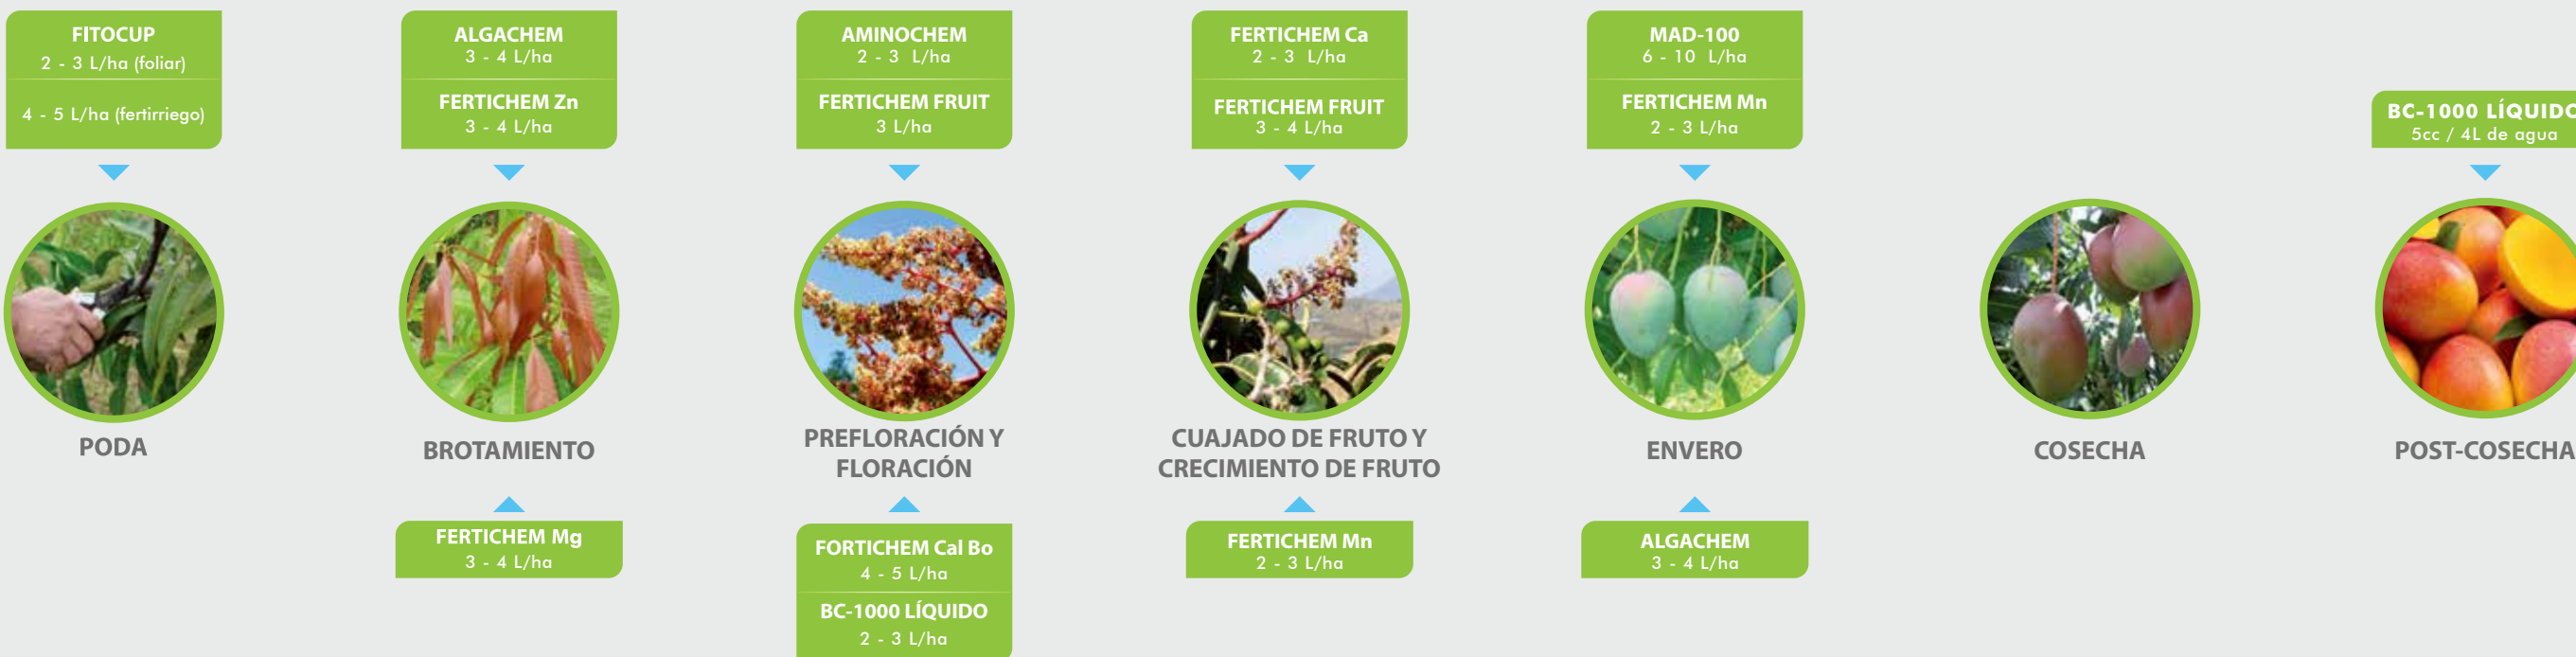 FITOCUP
2 - 3 L/ha (foliar)
4 - 5 L/ha (fertirriego)
PODA
ALGACHEM
3 - 4 L/ha
FERTICHEM Zn
3 - 4 L/ha
BROTAMIENTO
FERTICHEM Mg
3 - 4 L/ha
AMINOCHEM
2 - 3 L/ha
FERTICHEM FRUIT
3 L/ha
PREFLORACIÓN Y
FLORACIÓN
FORTICHEM Cal Bo
4 - 5 L/ha
BC-1000 LÍQUIDO
2 - 3 L/ha
FERTICHEM Ca
2 - 3 L/ha
FERTICHEM FRUIT
3 - 4 L/ha
CUAJADO DE FRUTO Y
CRECIMIENTO DE FRUTO
FERTICHEM Mn
2 - 3 L/ha
MAD-100
6 - 10 L/ha
FERTICHEM Mn
2 - 3 L/ha
ENVERO
ALGACHEM
3 - 4 L/ha
COSECHA
BC-1000 LÍQUIDO
5cc / 4L de agua
POST-COSECHA